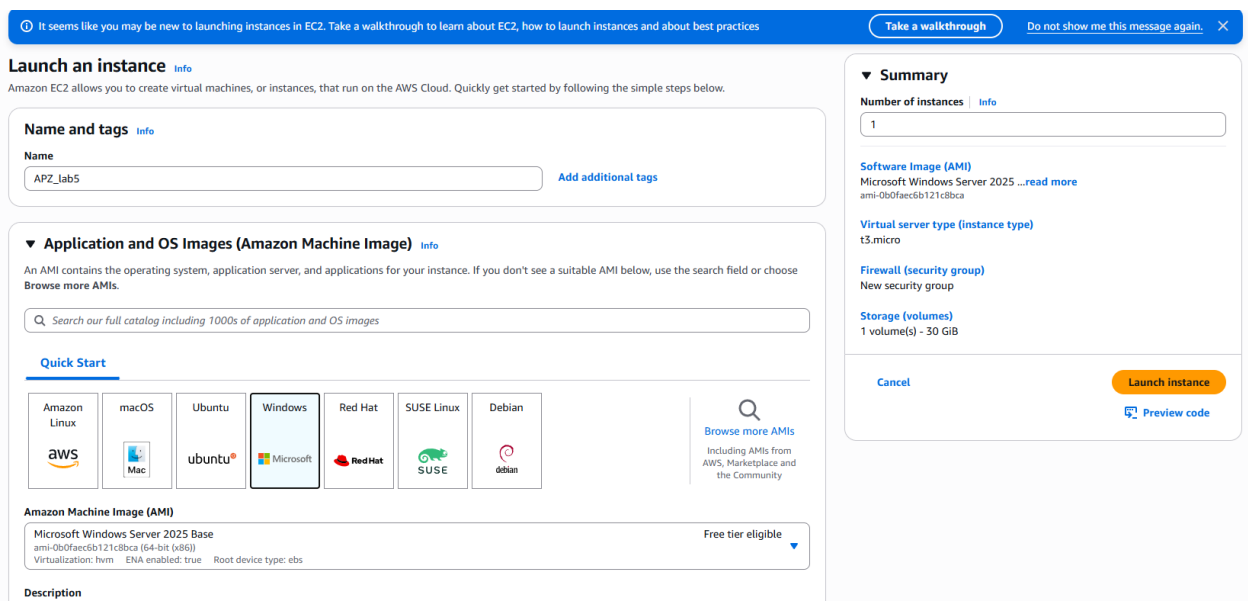 It seems like you may be new to launching instances in EC2. Take a walkthrough to learn about EC2, how to launch instances and about best practices
Take a walkthrough
Do not show me this message again.
Launch an instance Info
Amazon EC2 allows you to create virtual machines, or instances, that run on the AWS Cloud. Quickly get started by following the simple steps below.
Name and tags Info
Name
APZ_lab5
Add additional tags
Application and OS Images (Amazon Machine Image) Info
An AMI contains the operating system, application server, and applications for your instance. If you don't see a suitable AMI below, use the search field or choose
Browse more AMIs.
Search our full catalog including 1000s of application and OS images
Quick Start
Amazon
Linux
aws
macOS
Mac
Ubuntu
ubuntu
Windows
Microsoft
Red Hat
Red Hat
SUSE Linux
SUSE
Debian
debian
Browse more AMIs
Including AMIs from
AWS, Marketplace and
the Community
Amazon Machine Image (AMI)
Microsoft Windows Server 2025 Base
Free tier eligible
ami-0b0faec6b121c8bca (64-bit (x86))
Virtualization: hvm ENA enabled: true Root device type: ebs
Description
Summary
Number of instances Info
1
Software Image (AMI)
Microsoft Windows Server 2025 ...read more
ami-0b0faec6b121c8bca
Virtual server type (instance type)
t3.micro
Firewall (security group)
New security group
Storage (volumes)
1 volume(s) - 30 GiB
Cancel
Launch instance
Preview code